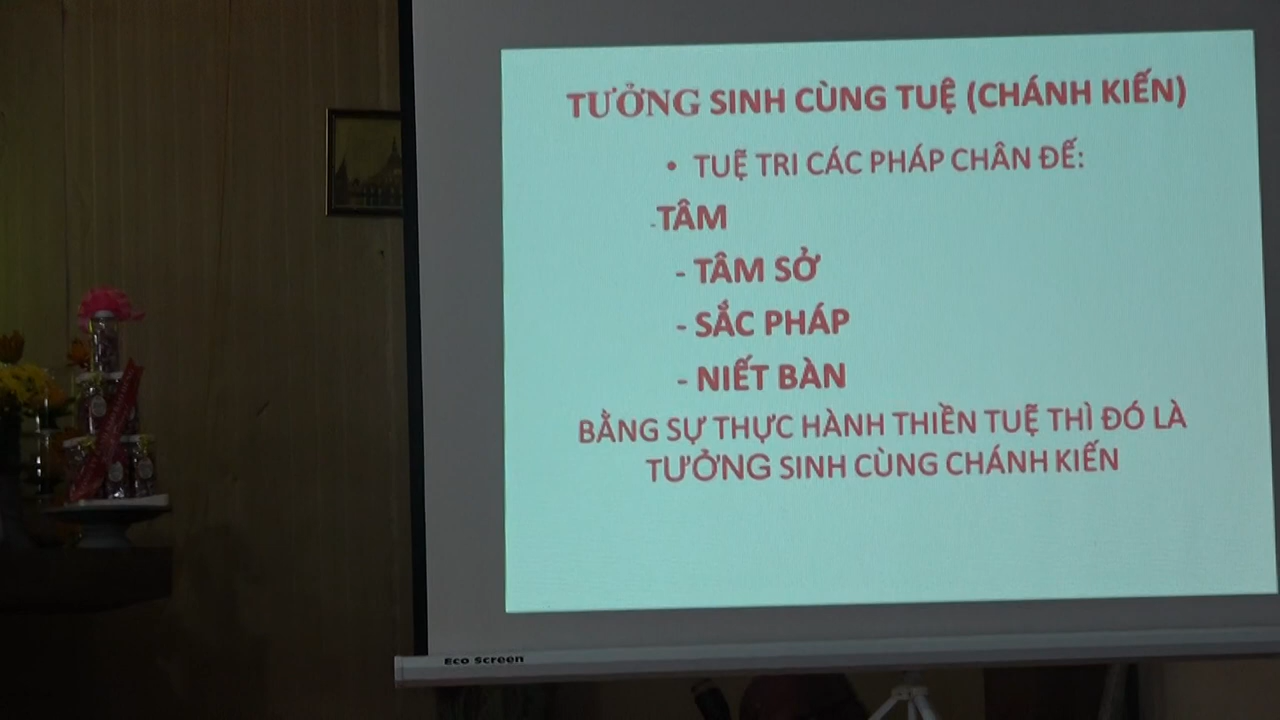 TƯỞNG SINH CÙNG TUỆ (CHÁNH KIẾN)
• TUỆ TRI CÁC PHÁP CHÂN ĐẾ:
-TÂM
- TÂM SỞ
- SẮC PHÁP
- NIẾT BÀN
BẰNG SỰ THỰC HÀNH THIỀN TUỆ THÌ ĐÓ LÀ
TƯỞNG SINH CÙNG CHÁNH KIẾN
Eco Screen